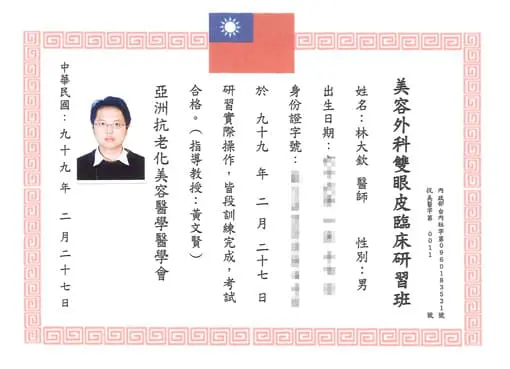 內政部台內社字第0960183531號
抗美醫字第 0011 號
美容外科雙眼皮臨床研習班
姓名：林大欽 醫師 性別：男
出生日期：
身份證字號：
於 九十九 年 二 月 二十七 日
研習實際操作，皆段訓練完成，考試
合格。（指導教授：黃文賢）
亞洲抗老化美容醫學醫學會
中華民國：九十九 年 二 月 二十七 日